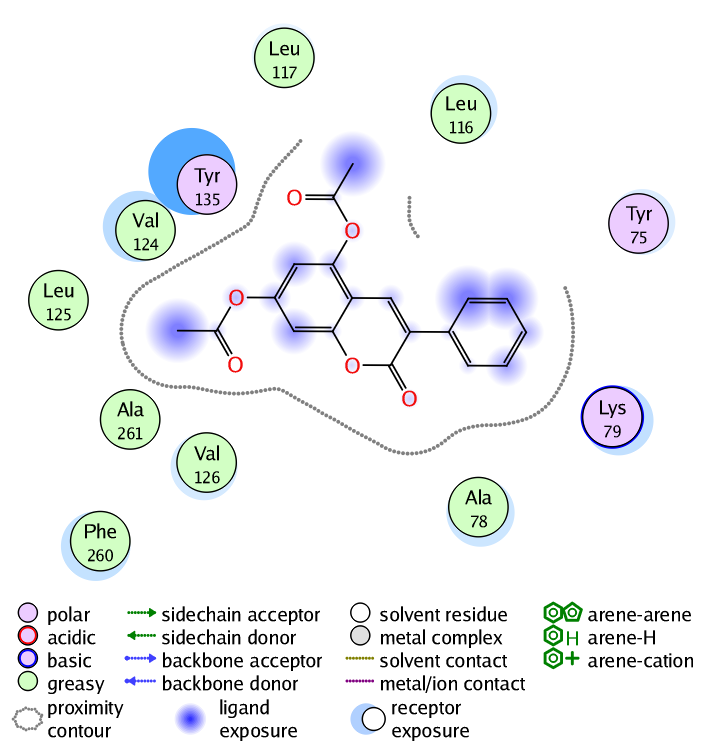 Leu
117
Leu
116
Tyr
135
Val
124
Tyr
75
O
O
Leu
125
O
O
O
O
Ala
261
Lys
79
Val
126
Ala
78
Phe
260
polar
acidic
basic
greasy
proximity
contour
sidechain acceptor
sidechain donor
backbone acceptor
backbone donor
ligand
exposure
solvent residue
metal complex
solvent contact
metal/ion contact
receptor
exposure
arene-arene
H arene-H
+ arene-cation